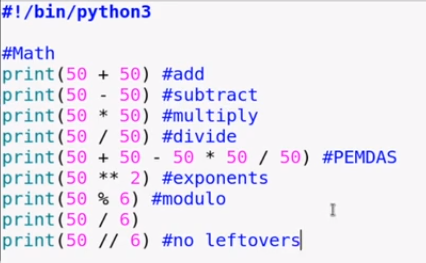 #!/bin/python3
#Math
print(50 + 50) #add
print(50 - 50) #subtract
print(50 * 50) #multiply
print(50 / 50) #divide
print(50 + 50 - 50 * 50 / 50) #PEMDAS
print(50 ** 2) #exponents
print(50 % 6) #modulo
print(50 / 6)
print(50 // 6) #no leftovers